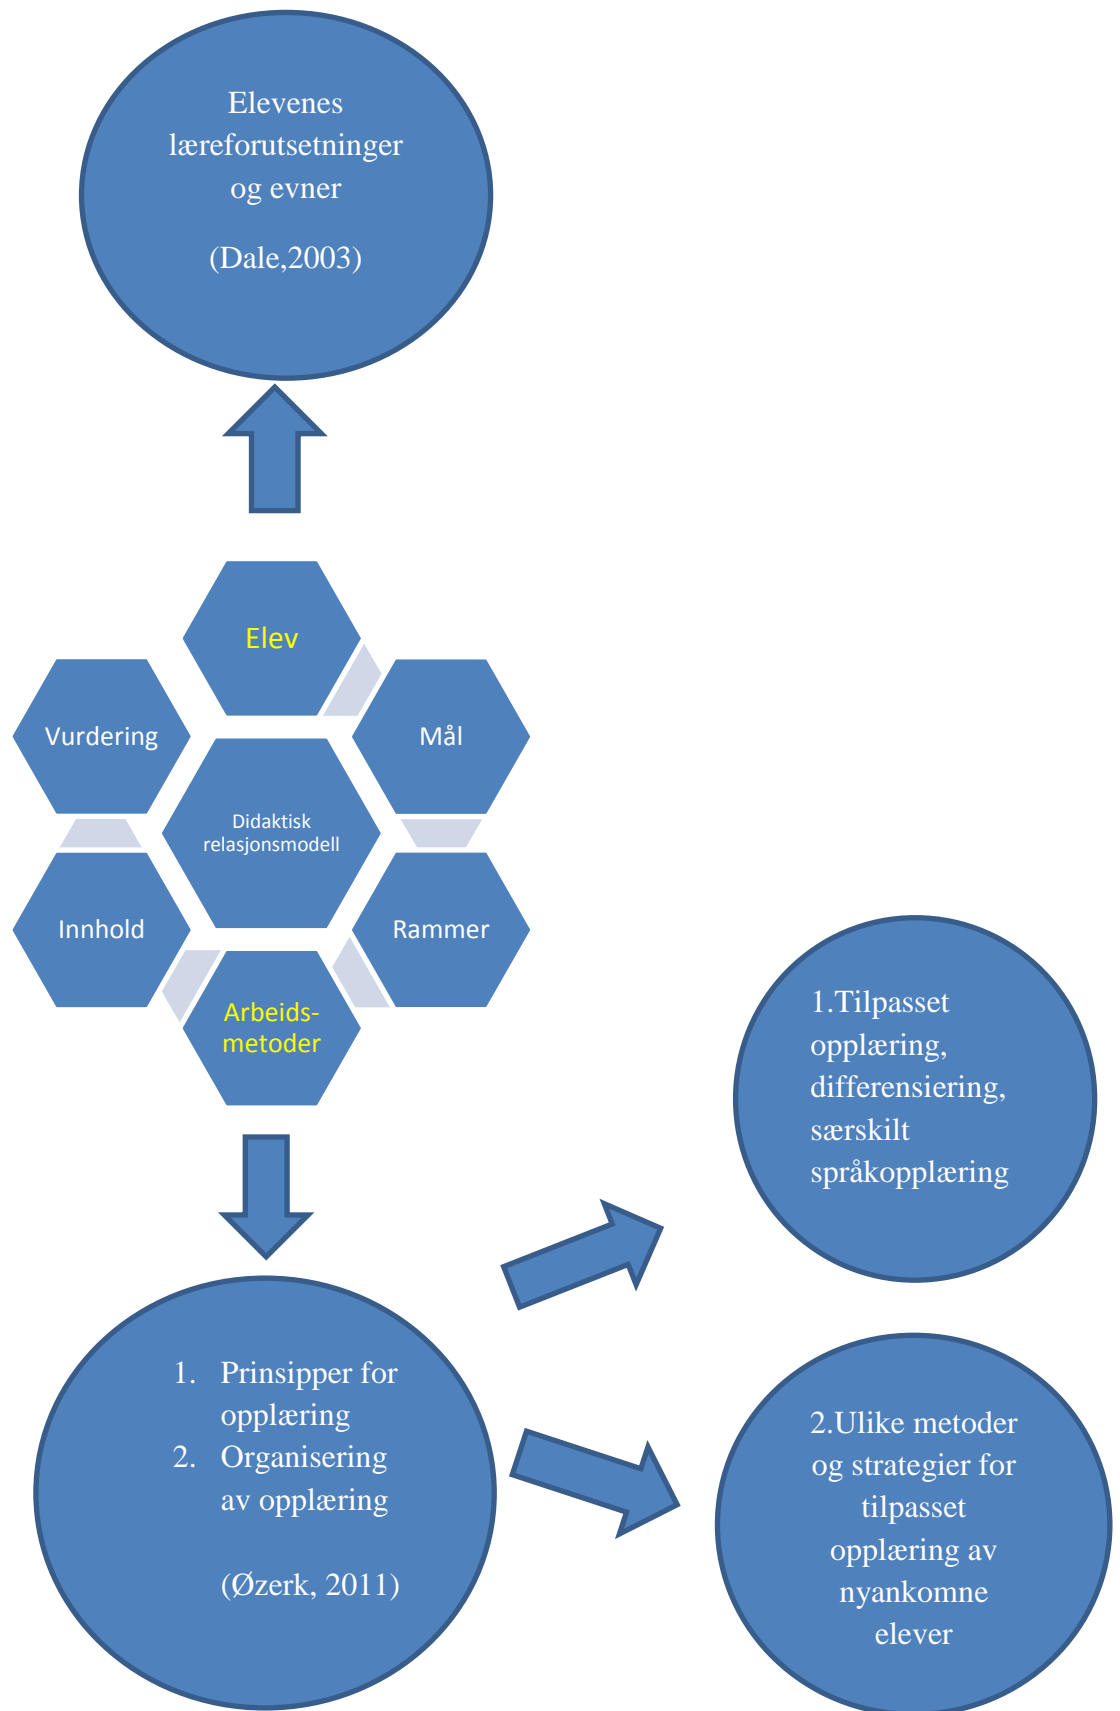 Elevenes
læreforutsetninger
og evner
(Dale,2003)
Elev
Vurdering
Mål
Didaktisk
relasjonsmodell
Innhold
Rammer
Arbeids-
metoder
1.Tilpasset
opplæring,
differensiering,
særskilt
språkopplæring
1. Prinsipper for
opplæring
2. Organisering
av opplæring
(Øzerk, 2011)
2.Ulike metoder
og strategier for
tilpasset
opplæring av
nyankomne
elever